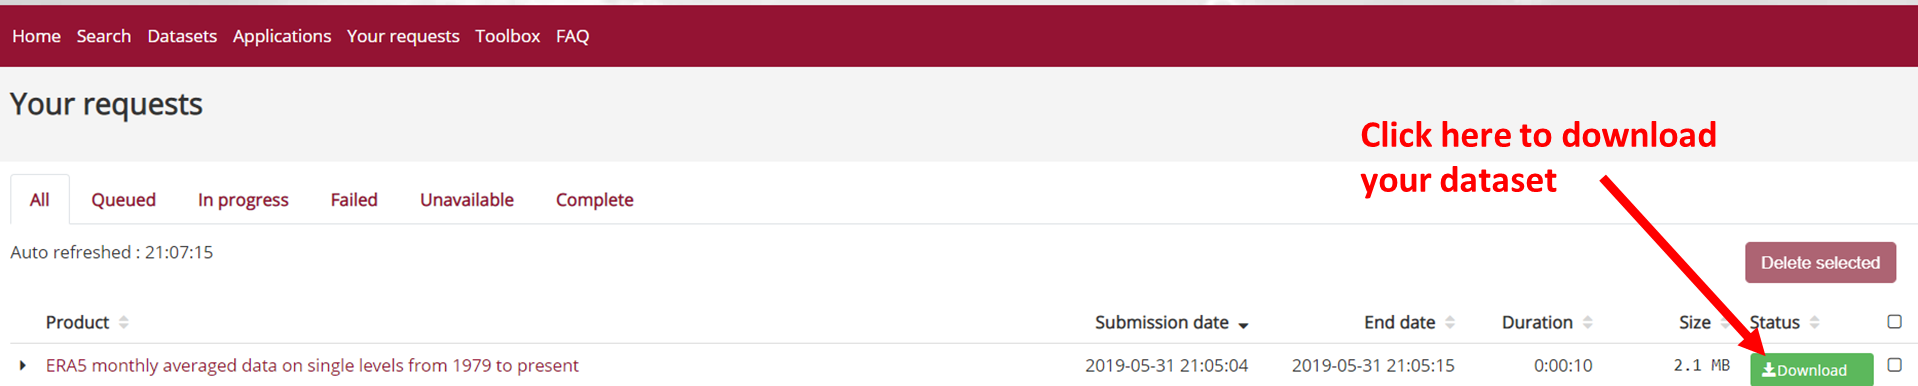 Home Search Datasets Applications Your requests Toolbox FAQ
Your requests
Click here to download
your dataset
All Queued In progress Failed Unavailable Complete
Auto refreshed : 21:07:15
Delete selected
Product Submission date End date Duration Size Status
ERA5 monthly averaged data on single levels from 1979 to present 2019-05-31 21:05:04 2019-05-31 21:05:15 0:00:10 2.1 MB Download